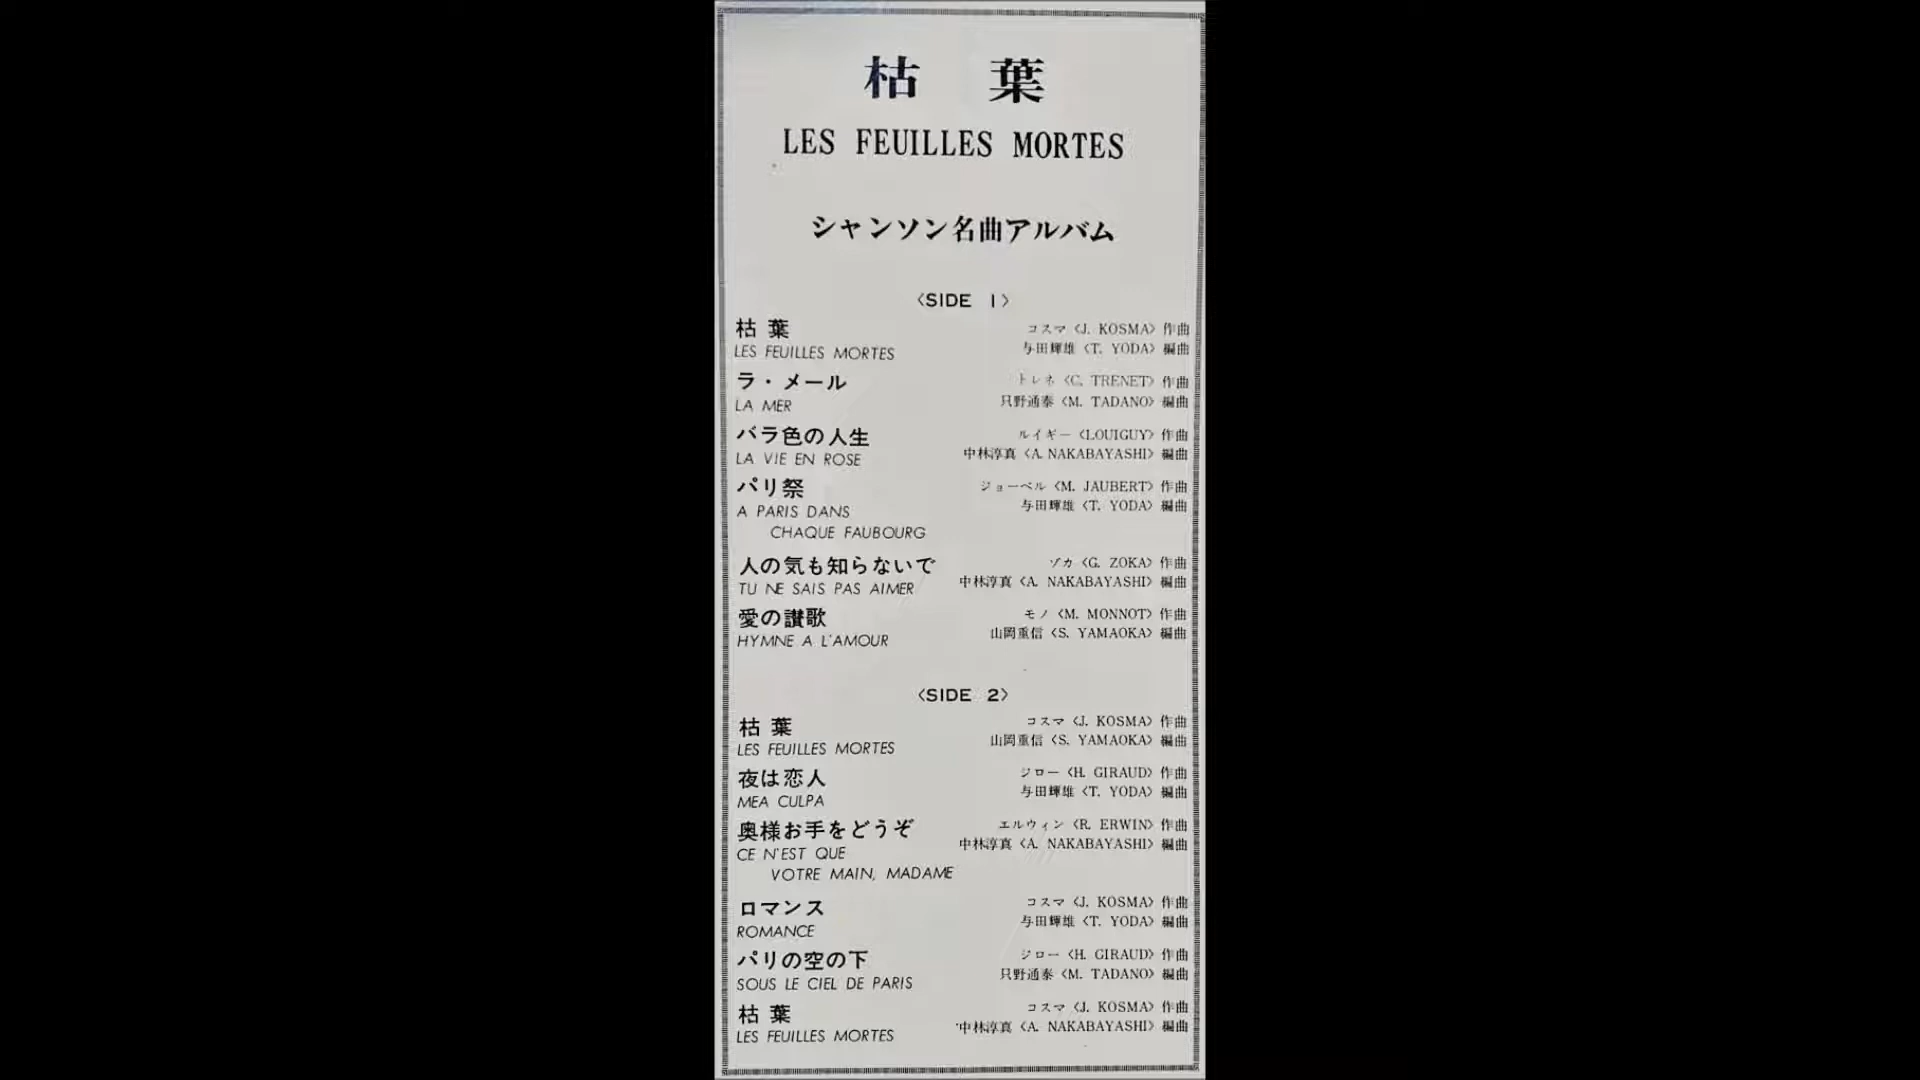 枯 葉
LES FEUILLES MORTES
シャンソン名曲アルバム
〈SIDE 1〉
枯 葉 コスマ〈J. KOSMA〉作曲
LES FEUILLES MORTES 与田輝雄〈T. YODA〉編曲
ラ・メール トレネ〈C. TRENET〉作曲
LA MER 只野通泰〈M. TADANO〉編曲
バラ色の人生 ルイギー〈LOUIGUY〉作曲
LA VIE EN ROSE 中林淳真〈A. NAKABAYASHI〉編曲
パリ祭 ジョーベル〈M. JAUBERT〉作曲
A PARIS DANS 与田輝雄〈T. YODA〉編曲
CHAQUE FAUBOURG
人の気も知らないで ゾカ〈G. ZOKA〉作曲
TU NE SAIS PAS AIMER 中林淳真〈A. NAKABAYASHI〉編曲
愛の讃歌 モノ〈M. MONNOT〉作曲
HYMNE A L'AMOUR 山岡重信〈S. YAMAOKA〉編曲
〈SIDE 2〉
枯 葉 コスマ〈J. KOSMA〉作曲
LES FEUILLES MORTES 山岡重信〈S. YAMAOKA〉編曲
夜は恋人 ジロー〈H. GIRAUD〉作曲
MEA CULPA 与田輝雄〈T. YODA〉編曲
奥様お手をどうぞ エルウィン〈R. ERWIN〉作曲
CE N'EST QUE 中林淳真〈A. NAKABAYASHI〉編曲
VOTRE MAIN, MADAME
ロマンス コスマ〈J. KOSMA〉作曲
ROMANCE 与田輝雄〈T. YODA〉編曲
パリの空の下 ジロー〈H. GIRAUD〉作曲
SOUS LE CIEL DE PARIS 只野通泰〈M. TADANO〉編曲
枯 葉 コスマ〈J. KOSMA〉作曲
LES FEUILLES MORTES 中林淳真〈A. NAKABAYASHI〉編曲